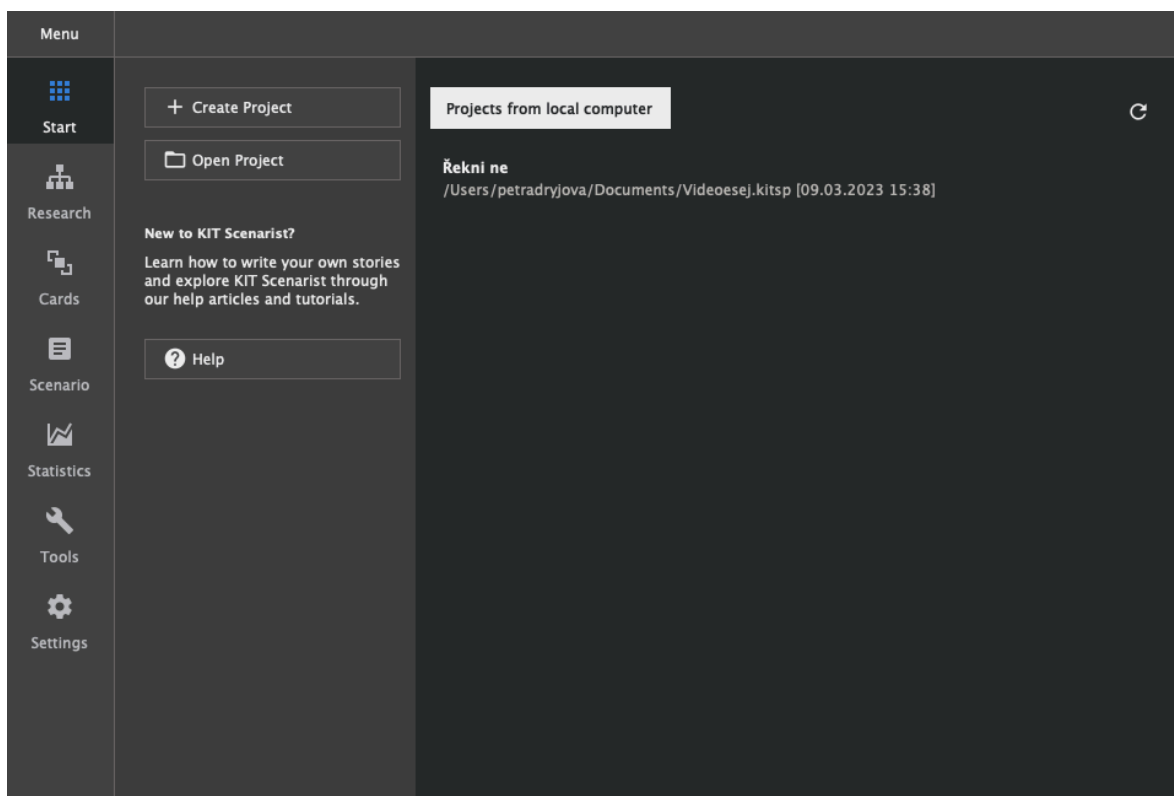 Menu
Start
Research
Cards
Scenario
Statistics
Tools
Settings
Create Project
Open Project
New to KIT Scenarist?
Learn how to write your own stories
and explore KIT Scenarist through
our help articles and tutorials.
Help
Projects from local computer
Řekni ne
/Users/petradryjova/Documents/Videoesej.kitsp [09.03.2023 15:38]